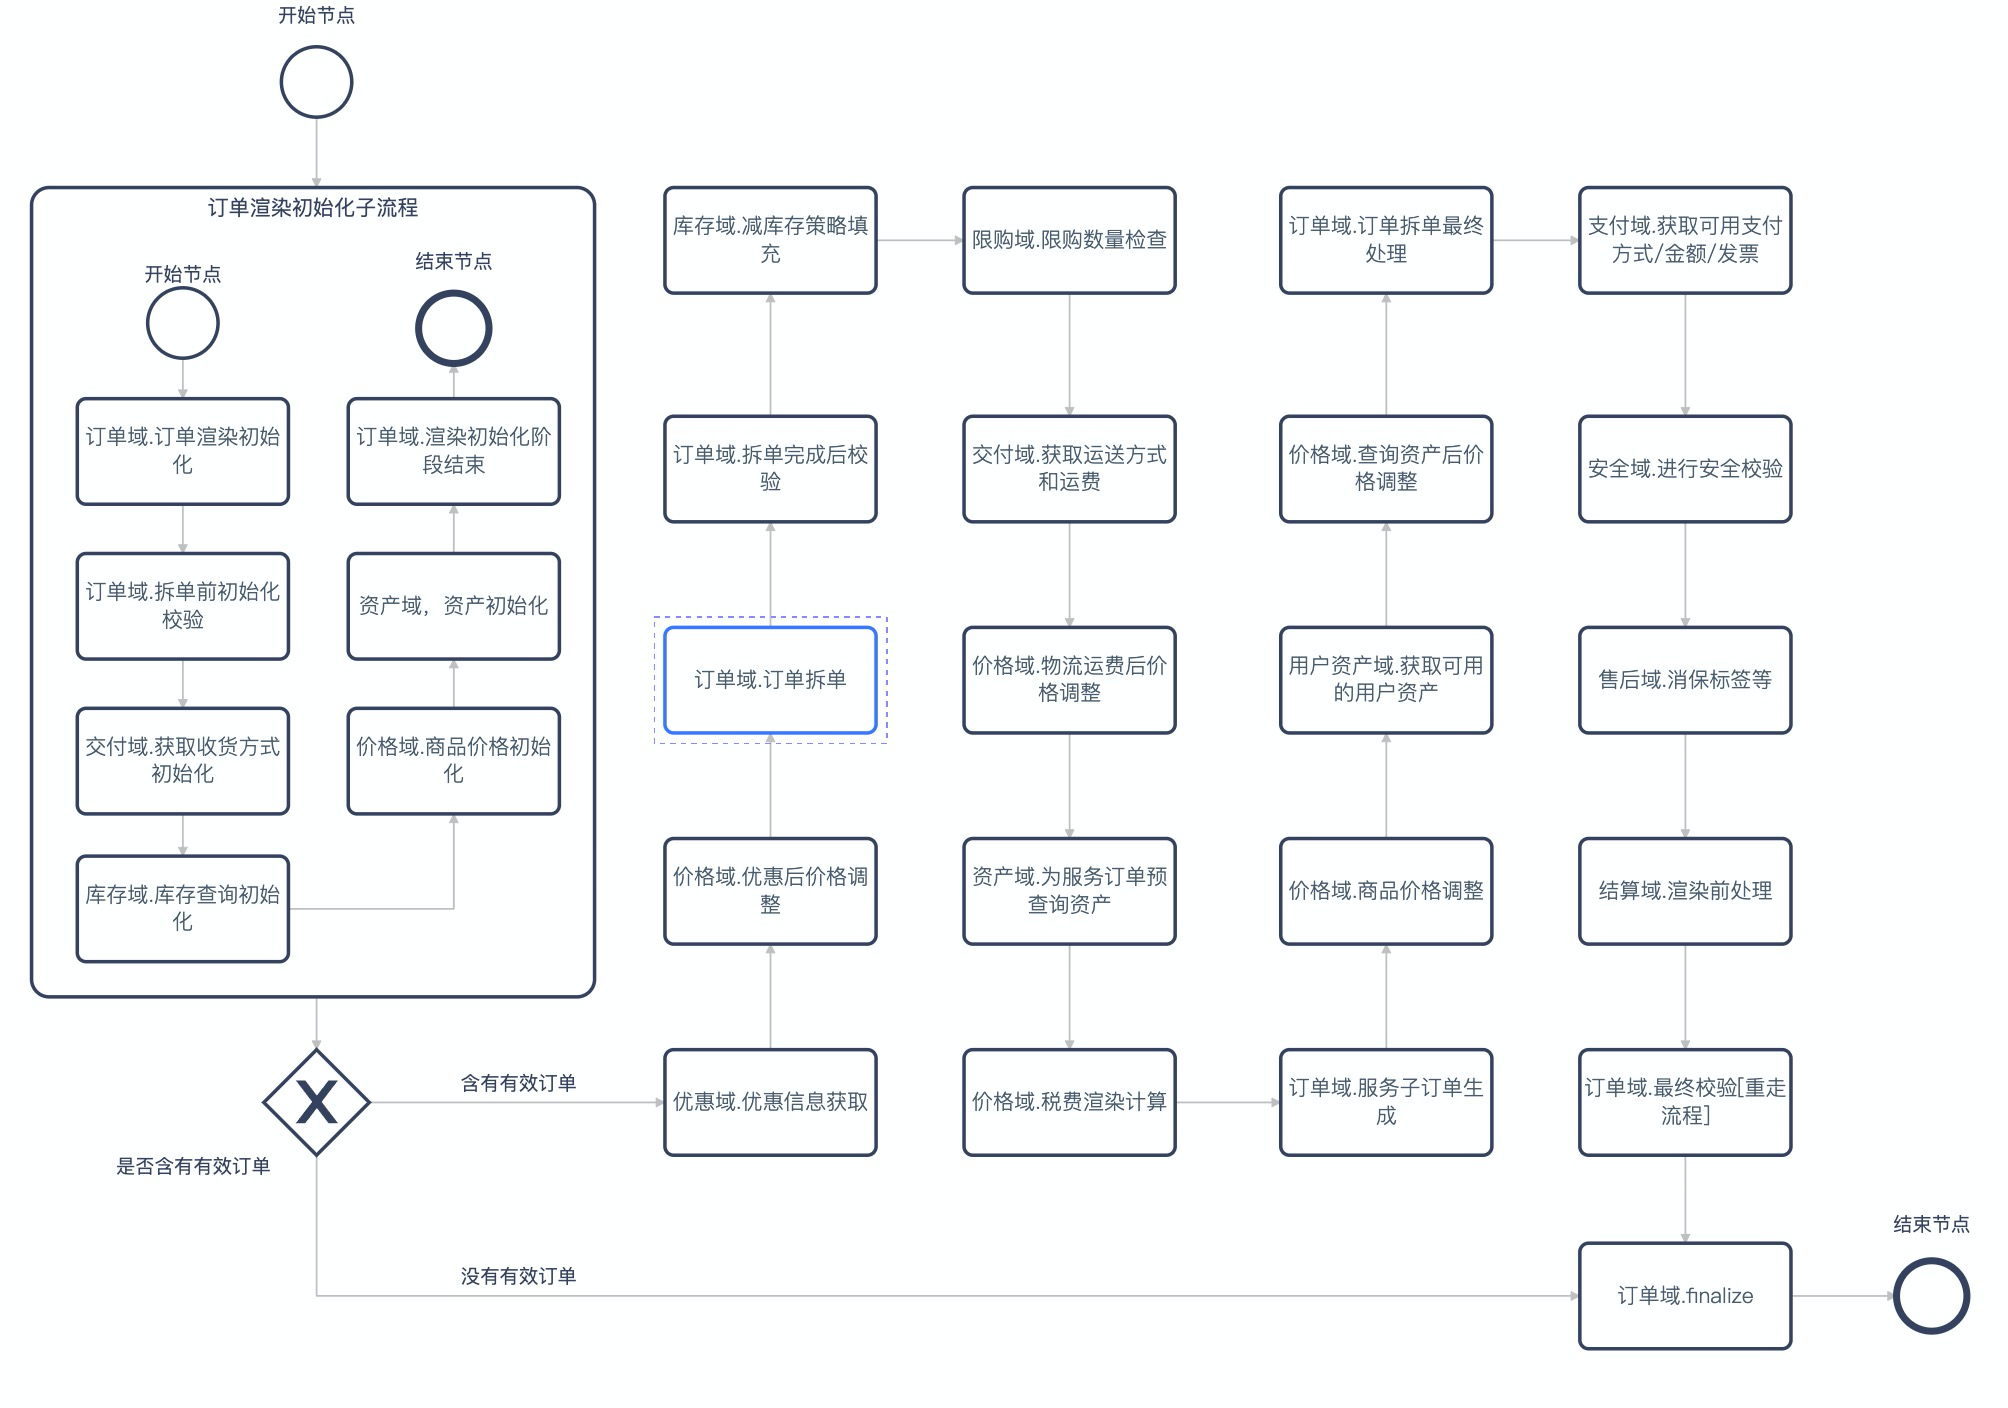 开始节点
订单渲染初始化子流程
开始节点
订单域.订单渲染初始
化
订单域.拆单前初始化
校验
交付域.获取收货方式
初始化
库存域.库存查询初始
化
结束节点
订单域.渲染初始化阶
段结束
资产域，资产初始化
价格域.商品价格初始
化
X
是否含有有效订单
含有有效订单
没有有效订单
库存域.减库存策略填
充
订单域.拆单完成后校
验
订单域.订单拆单
价格域.优惠后价格调
整
优惠域.优惠信息获取
限购域.限购数量检查
交付域.获取运送方式
和运费
价格域.物流运费后价
格调整
资产域.为服务订单预
查询资产
价格域.税费渲染计算
订单域.订单拆单最终
处理
价格域.查询资产后价
格调整
用户资产域.获取可用
的用户资产
价格域.商品价格调整
订单域.服务子订单生
成
支付域.获取可用支付
方式/金额/发票
安全域.进行安全校验
售后域.消保标签等
结算域.渲染前处理
订单域.最终校验[重走
流程]
订单域.finalize
结束节点